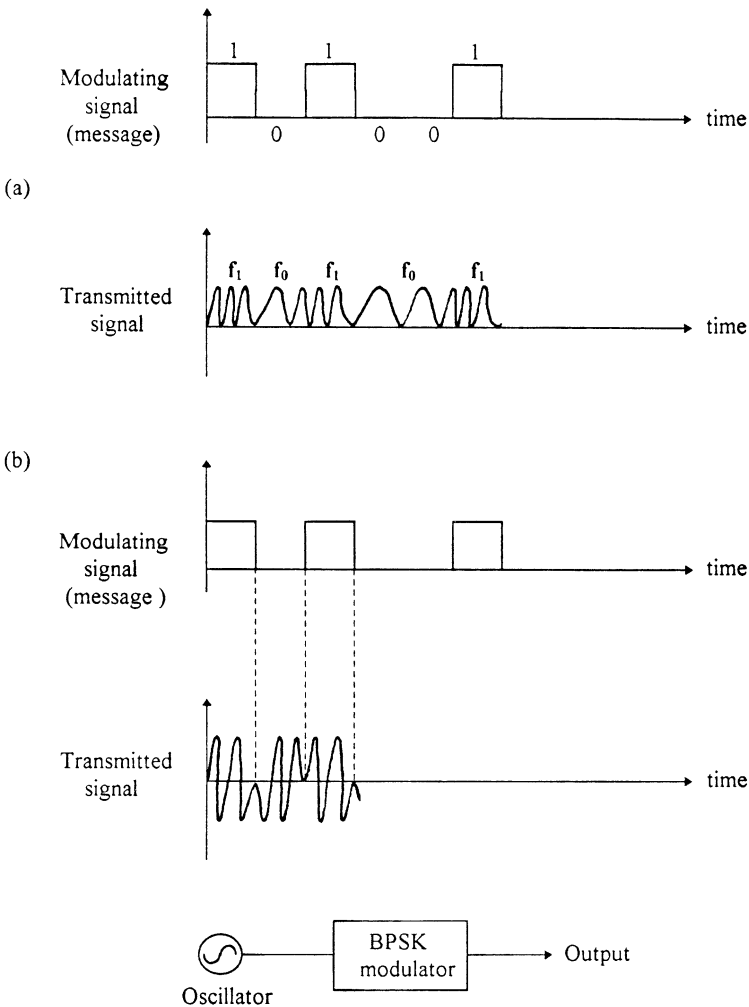 1 1 1
Modulating
signal
(message)
time
0 0 0
(a)
f1 f0 f1 f0 f1
Transmitted
signal
time
(b)
Modulating
signal
(message )
time
Transmitted
signal
time
BPSK
modulator
Output
Oscillator